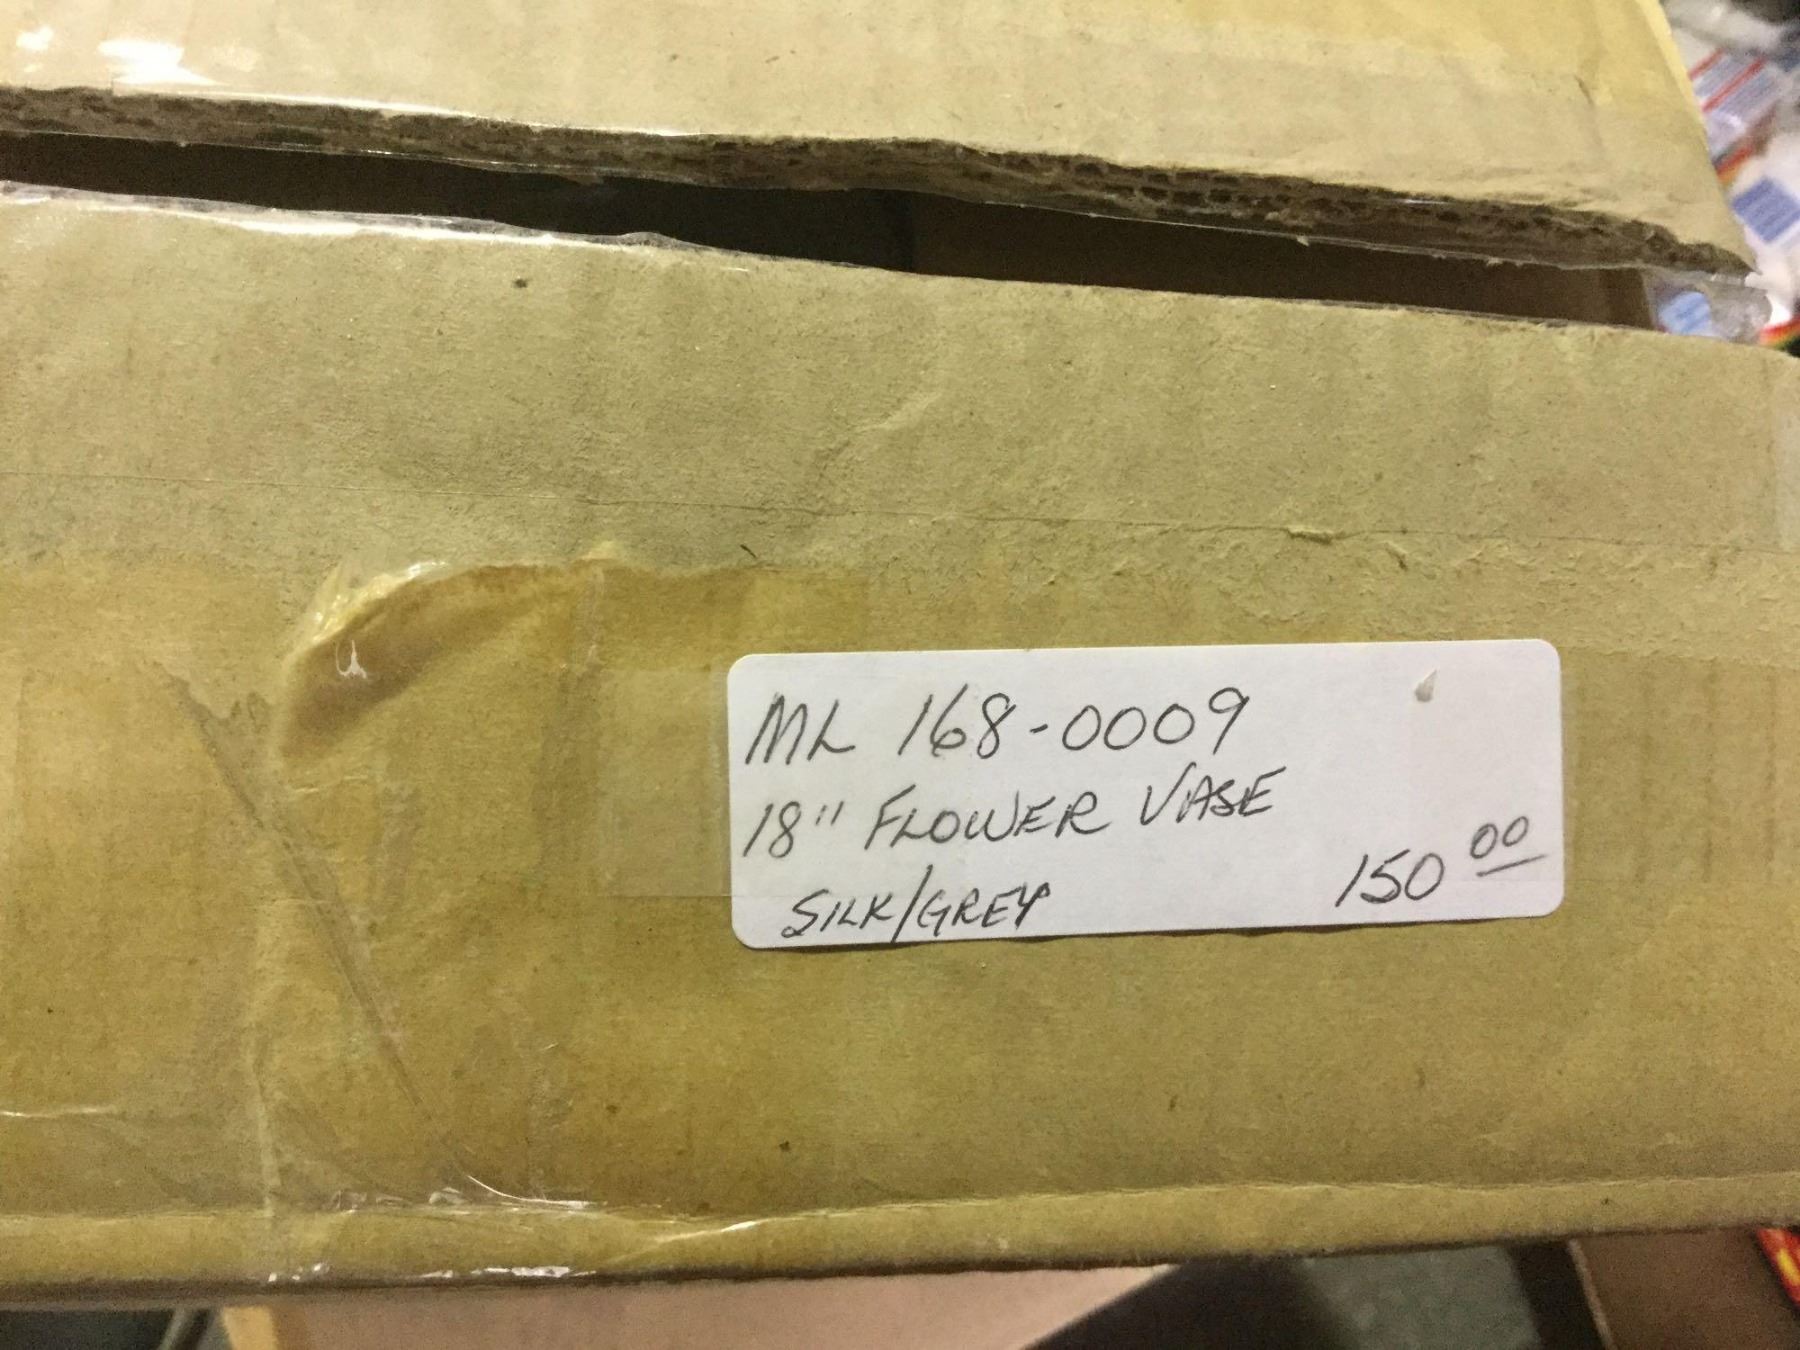 ML 168-0009
18" FLOWER VASE
SILK/GREY 150 00